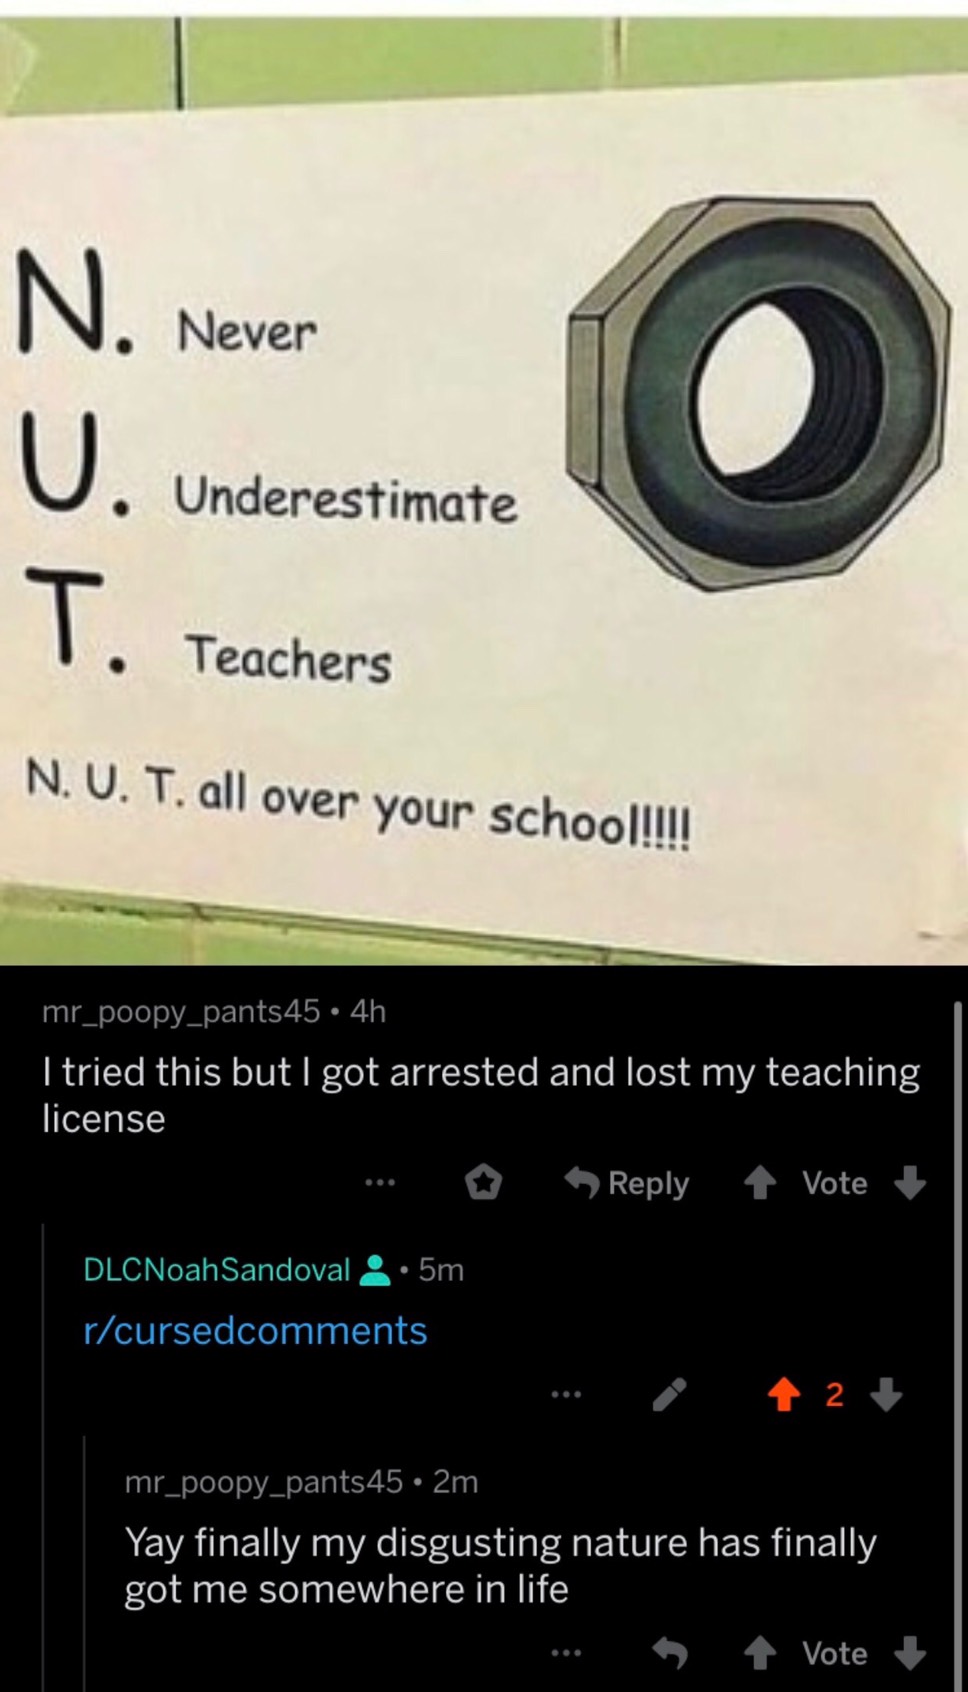 N. Never
U. Underestimate
T. Teachers
N. U. T. all over your school!!!!!
mr_poopy_pants45 • 4h
I tried this but I got arrested and lost my teaching
license
... Reply Vote
DLCNoahSandoval • 5m
r/cursedcomments
... 2
mr_poopy_pants45 • 2m
Yay finally my disgusting nature has finally
got me somewhere in life
... Vote